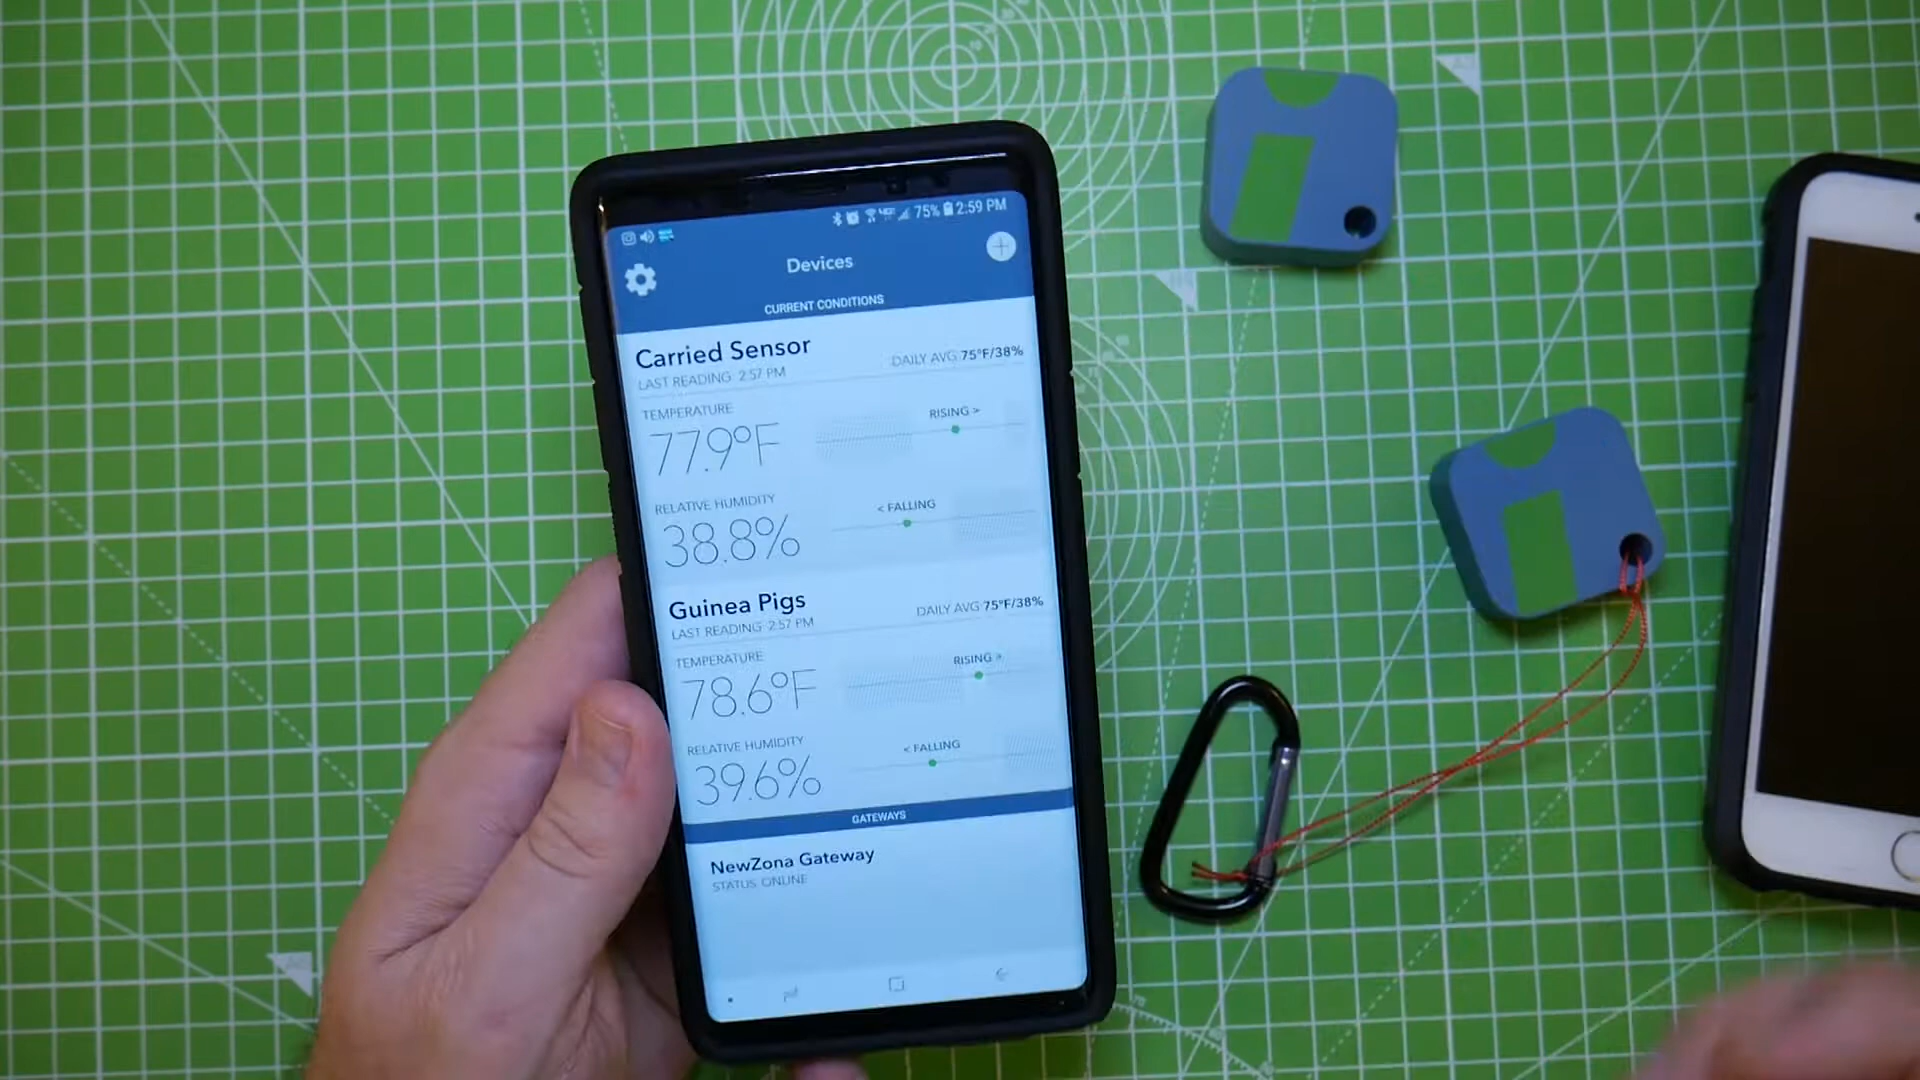 75% 2:59 PM
Devices
CURRENT CONDITIONS
Carried Sensor
DAILY AVG 75°F/38%
LAST READING: 2:57 PM
TEMPERATURE
RISING >
77.9°F
RELATIVE HUMIDITY
< FALLING
38.8%
Guinea Pigs
DAILY AVG 75°F/38%
LAST READING: 2:57 PM
TEMPERATURE
RISING >
78.6°F
RELATIVE HUMIDITY
< FALLING
39.6%
GATEWAYS
NewZona Gateway
STATUS: ONLINE